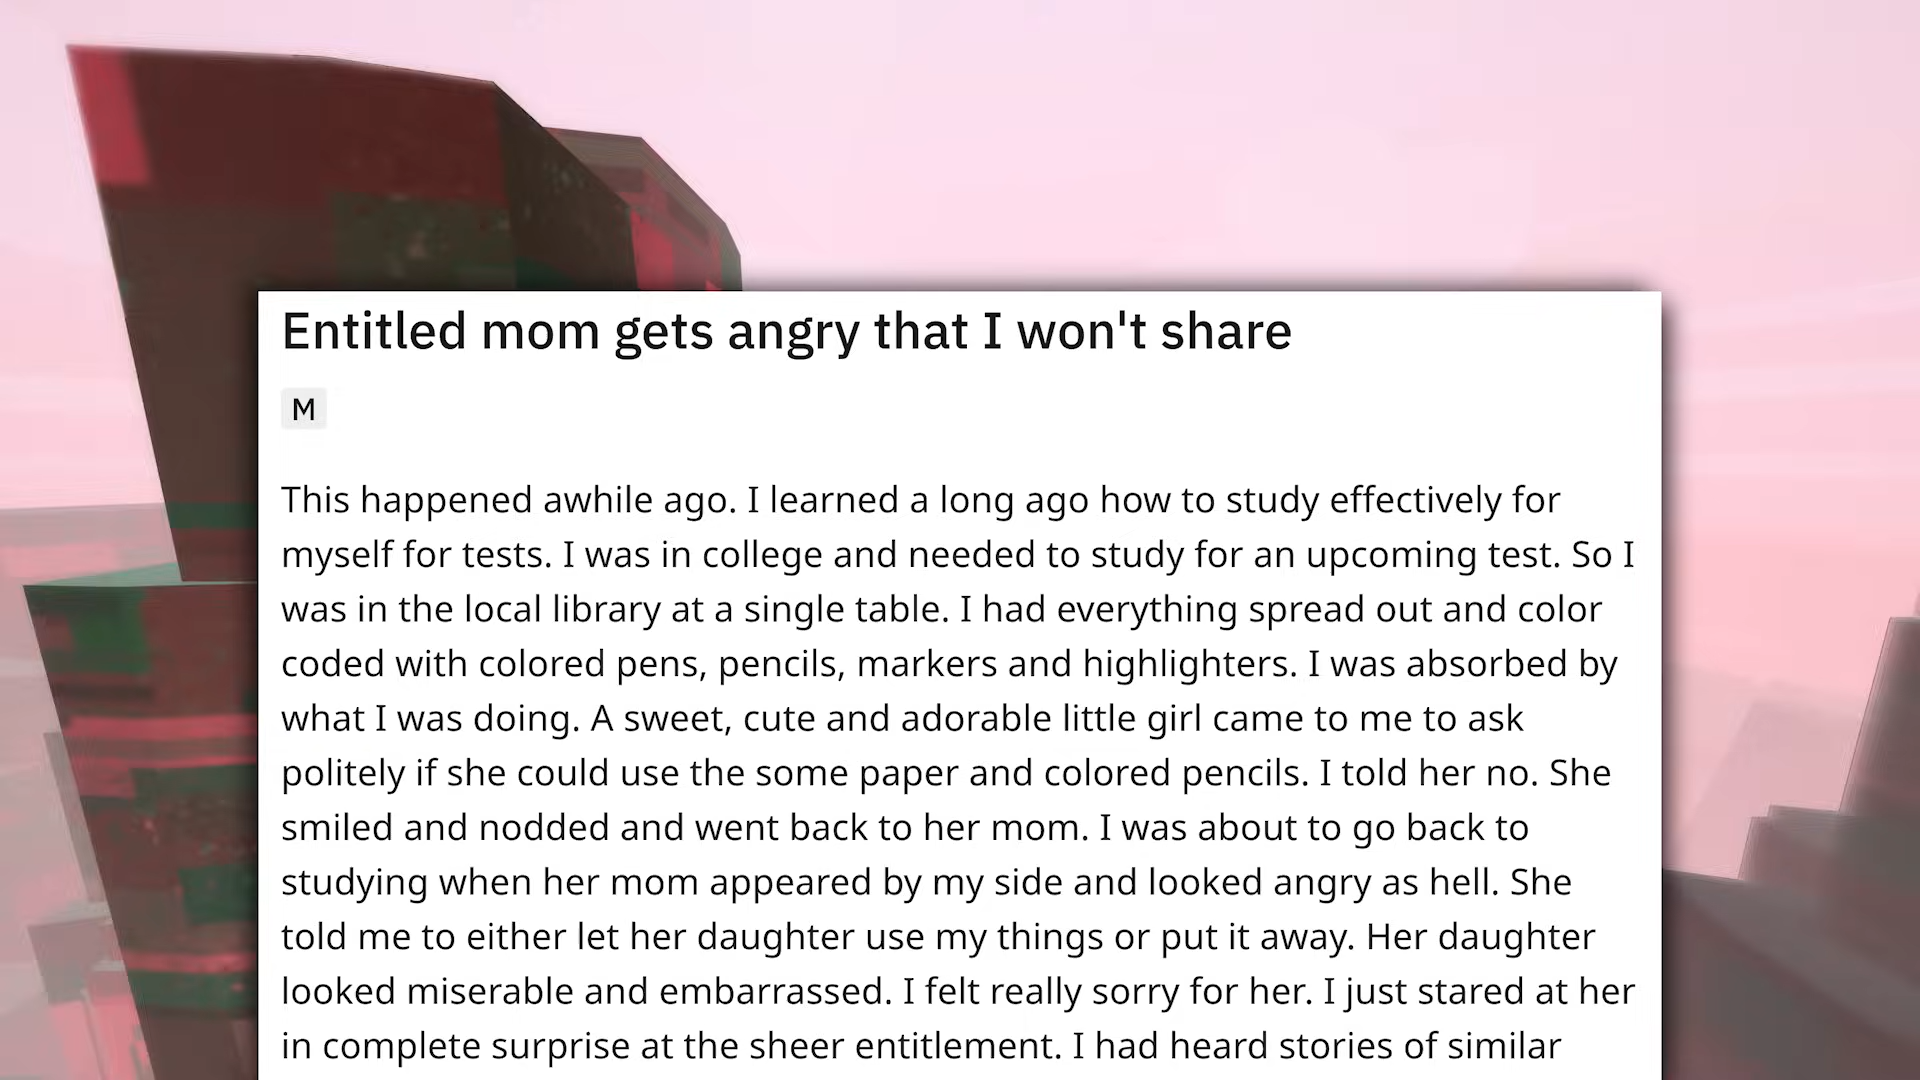 Entitled mom gets angry that I won't share
M
This happened awhile ago. I learned a long ago how to study effectively for
myself for tests. I was in college and needed to study for an upcoming test. So I
was in the local library at a single table. I had everything spread out and color
coded with colored pens, pencils, markers and highlighters. I was absorbed by
what I was doing. A sweet, cute and adorable little girl came to me to ask
politely if she could use the some paper and colored pencils. I told her no. She
smiled and nodded and went back to her mom. I was about to go back to
studying when her mom appeared by my side and looked angry as hell. She
told me to either let her daughter use my things or put it away. Her daughter
looked miserable and embarrassed. I felt really sorry for her. I just stared at her
in complete surprise at the sheer entitlement. I had heard stories of similar